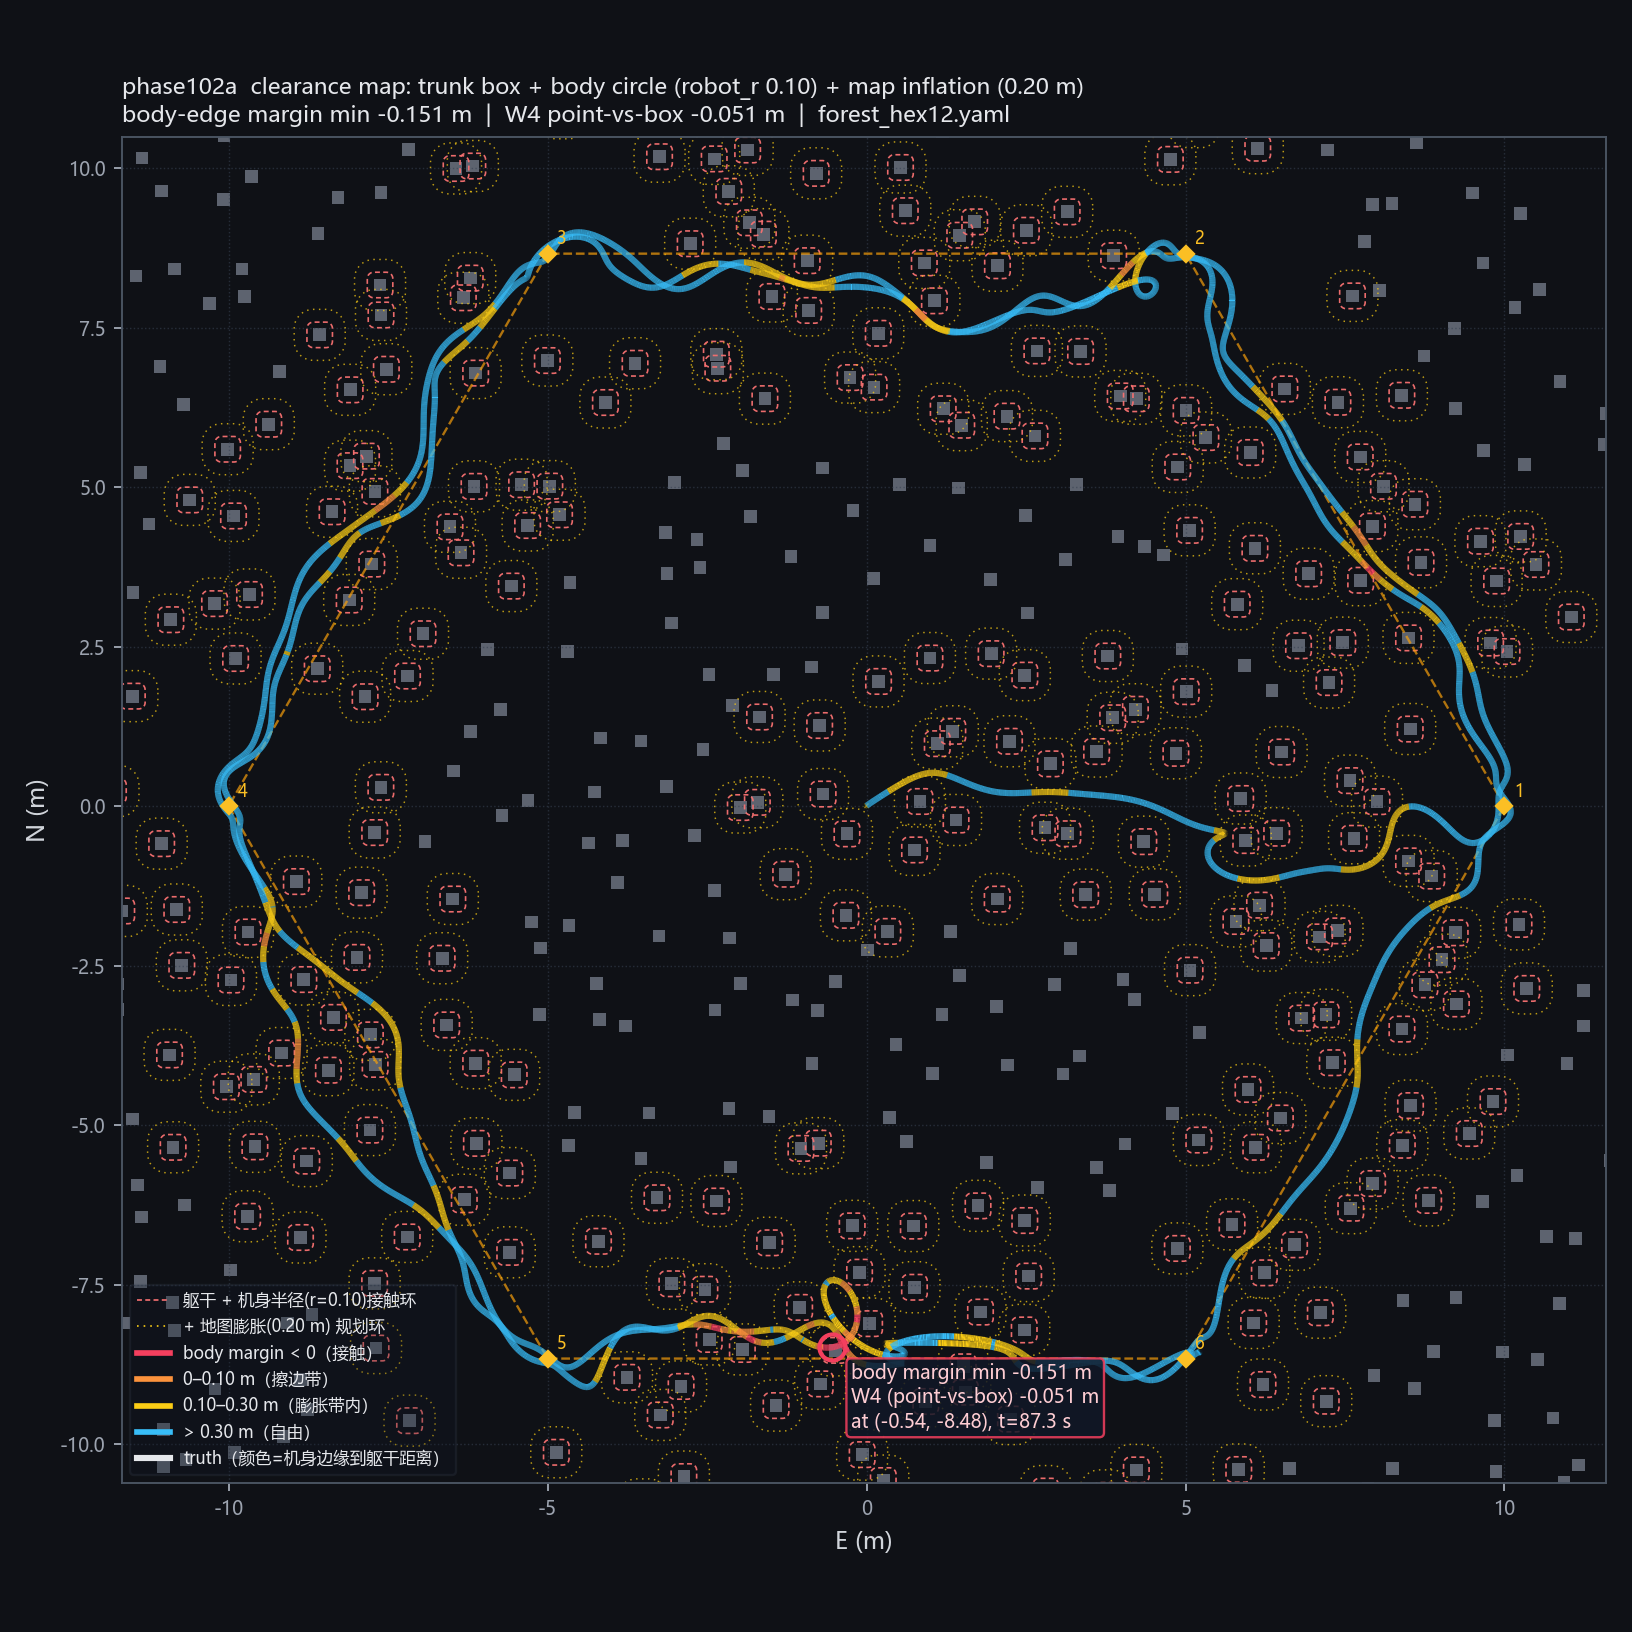 phase102a  clearance map: trunk box + body circle (robot_r 0.10) + map inflation (0.20 m)
body-edge margin min -0.151 m  |  W4 point-vs-box -0.051 m  |  forest_hex12.yaml
10.0
7.5
5.0
2.5
0.0
-2.5
-5.0
-7.5
-10.0
N (m)
3
2
4
1
5
6
body margin min -0.151 m
W4 (point-vs-box) -0.051 m
at (-0.54, -8.48), t=87.3 s
躯干 + 机身半径(r=0.10)接触环
+ 地图膨胀(0.20 m) 规划环
body margin < 0（接触）
0–0.10 m（擦边带）
0.10–0.30 m（膨胀带内）
> 0.30 m（自由）
truth（颜色=机身边缘到躯干距离）
-10
-5
0
5
10
E (m)